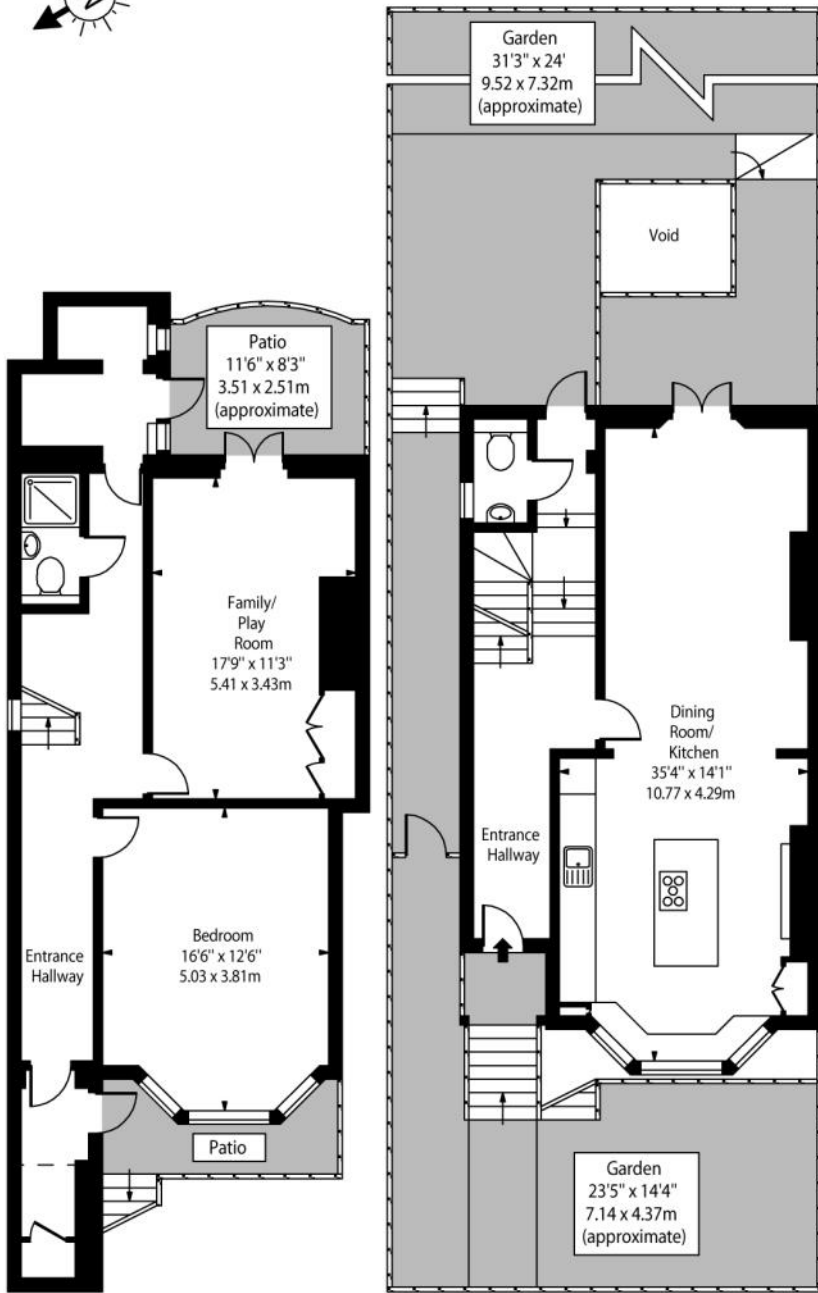 Garden
31'3" x 24'
9.52 x 7.32m
(approximate)
Void
Patio
11'6" x 8'3"
3.51 x 2.51m
(approximate)
Family/
Play
Room
17'9" x 11'3"
5.41 x 3.43m
Dining
Room/
Kitchen
35'4" x 14'1"
10.77 x 4.29m
Entrance
Hallway
Bedroom
16'6" x 12'6"
5.03 x 3.81m
Entrance
Hallway
Patio
Garden
23'5" x 14'4"
7.14 x 4.37m
(approximate)